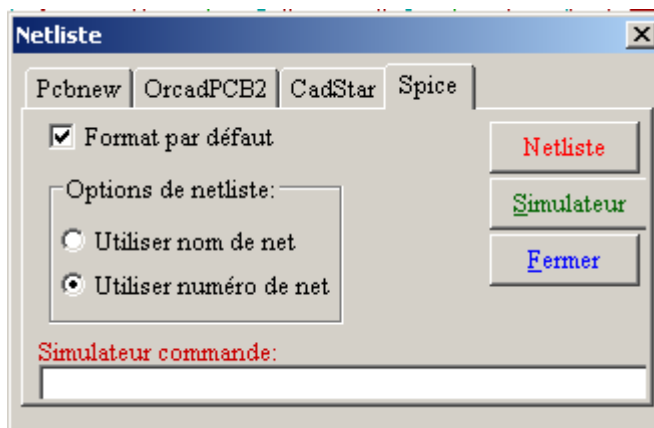 Netliste
Pcbnew OrcadPCB2 CadStar Spice
Format par défaut
Netliste
Options de netliste:
Simulateur
Utiliser nom de net
Fermer
Utiliser numéro de net
Simulateur commande: